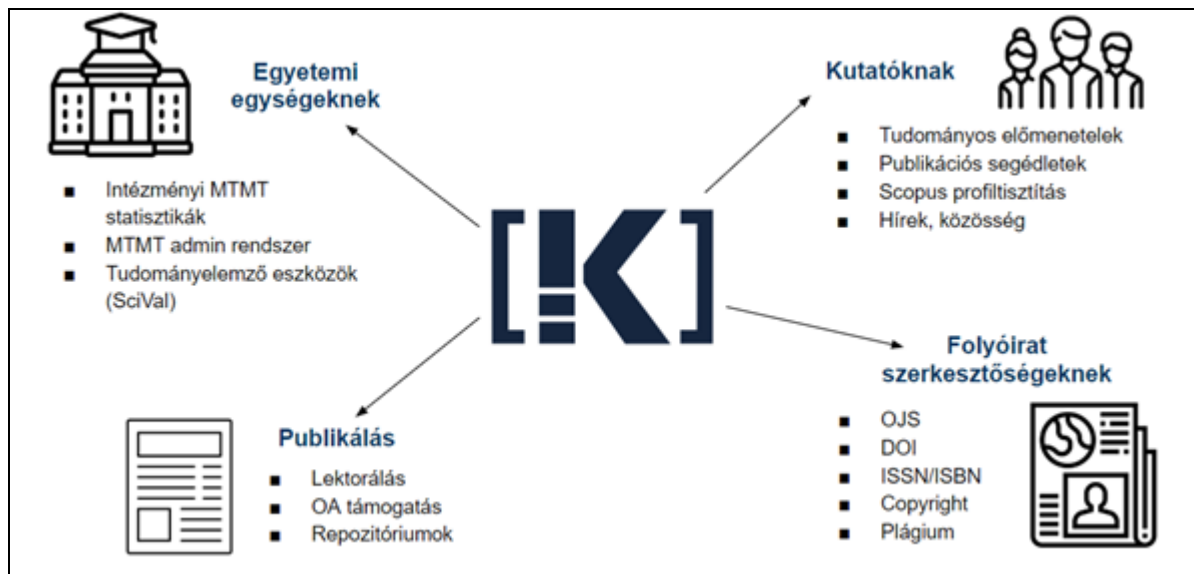 Egyetemi
egységeknek
■ Intézményi MTMT
statisztikák
■ MTMT admin rendszer
■ Tudományelemző eszközök
(SciVal)
Kutatóknak
■ Tudományos előmenetelek
■ Publikációs segédletek
■ Scopus profiltisztítás
■ Hírek, közösség
[!K]
Publikálás
■ Lektorálás
■ OA támogatás
■ Repozitóriumok
Folyóirat
szerkesztőségeknek
■ OJS
■ DOI
■ ISSN/ISBN
■ Copyright
■ Plágium